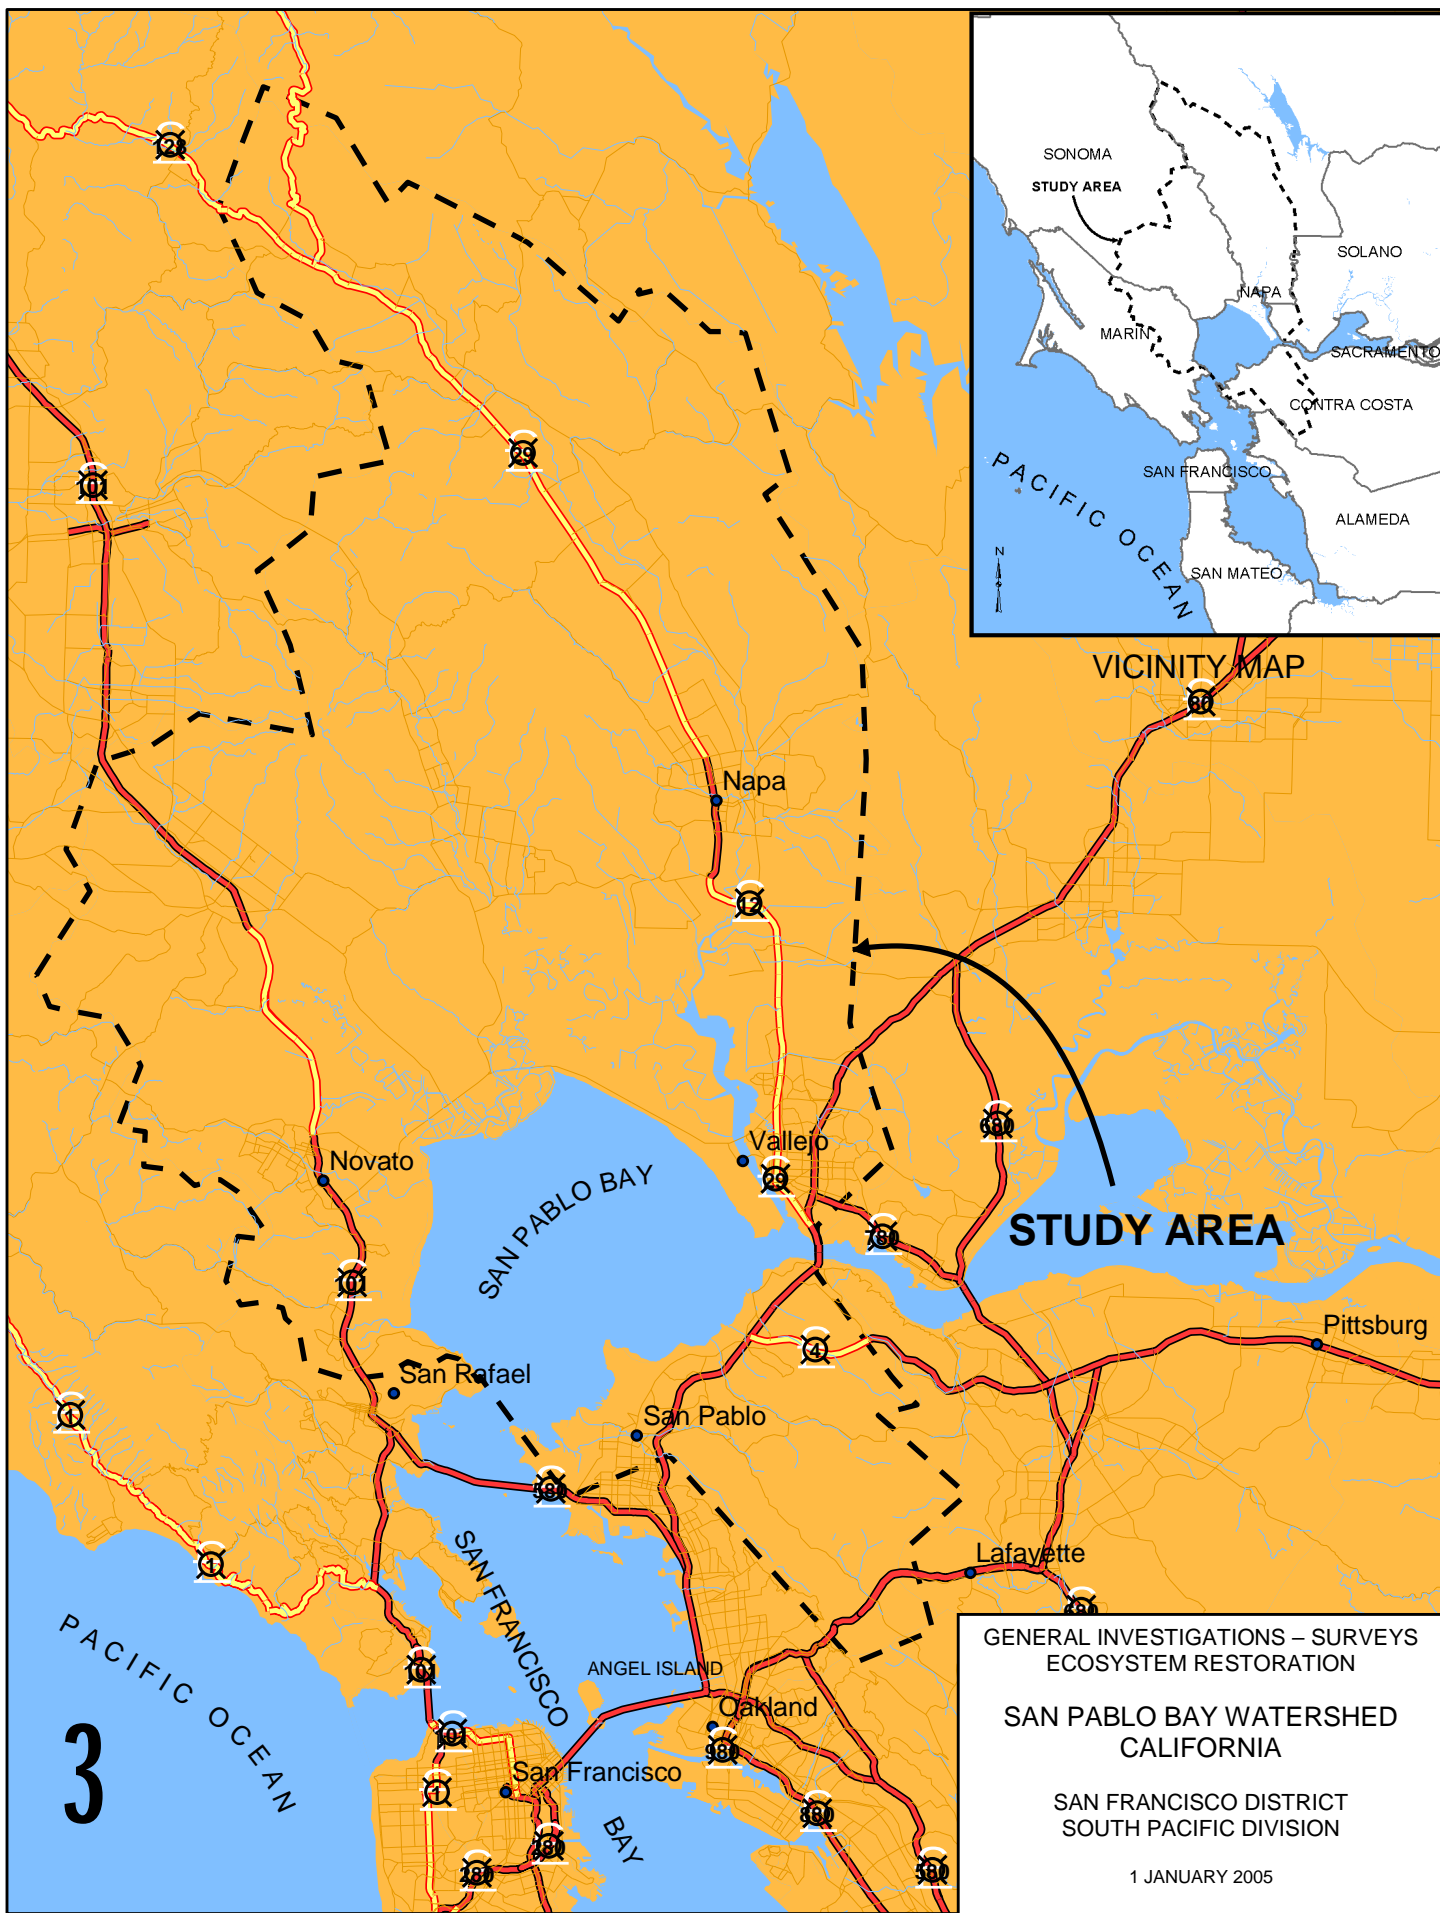 SONOMA
STUDY AREA
SOLANO
NAPA
MARIN
SACRAMENTO
CONTRA COSTA
SAN FRANCISCO
PACIFIC OCEAN
ALAMEDA
N
SAN MATEO
VICINITY MAP
128
29
101
80
Napa
12
680
Vallejo
29
Novato
SAN PABLO BAY
STUDY AREA
780
101
Pittsburg
4
San Rafael
1
San Pablo
580
SAN FRANCISCO
BAY
1
Lafayette
680
PACIFIC OCEAN
101
ANGEL ISLAND
Oakland
101
980
San Francisco
1
880
280
280
580
3
GENERAL INVESTIGATIONS – SURVEYS
ECOSYSTEM RESTORATION
SAN PABLO BAY WATERSHED
CALIFORNIA
SAN FRANCISCO DISTRICT
SOUTH PACIFIC DIVISION
1 JANUARY 2005